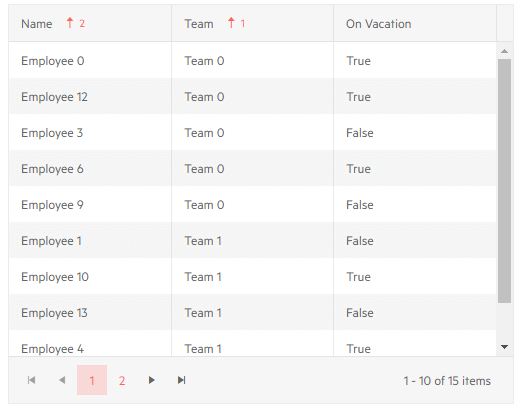 Name 2 Team 1 On Vacation
Employee 0 Team 0 True
Employee 12 Team 0 True
Employee 3 Team 0 False
Employee 6 Team 0 True
Employee 9 Team 0 False
Employee 1 Team 1 False
Employee 10 Team 1 True
Employee 13 Team 1 False
Employee 4 Team 1 True
1 2 1 - 10 of 15 items